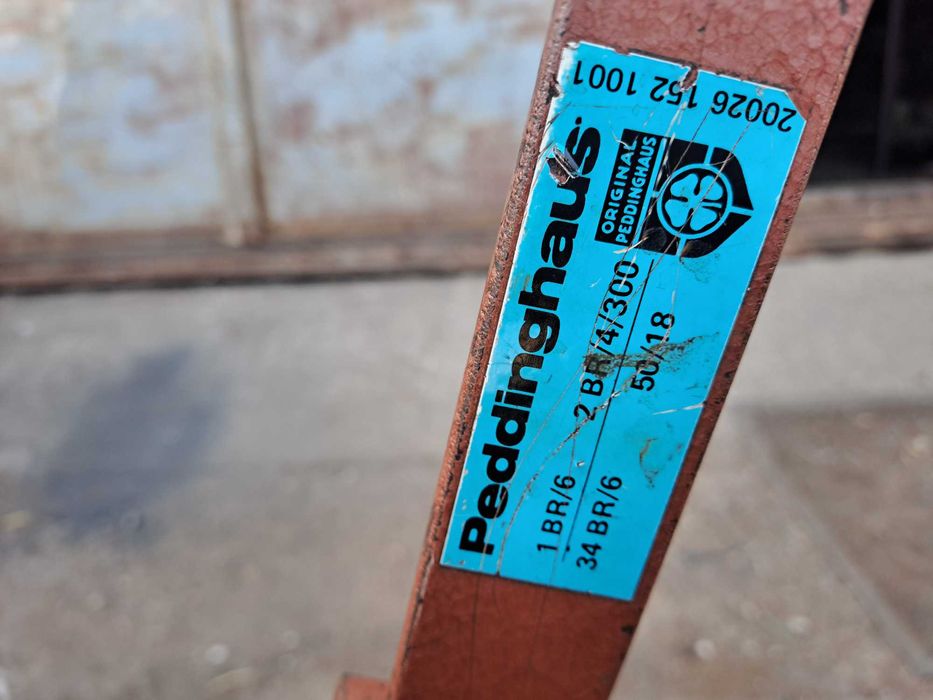 Peddinghaus
ORIGINAL
PEDDINGHAUS
1 BR/6 2 BR/4/300
34 BR/6 50/18
20026 152 1001